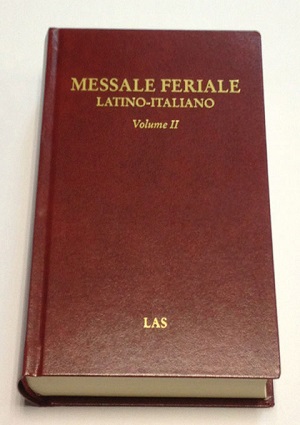 MESSALE FERIALE
LATINO-ITALIANO
Volume II
LAS